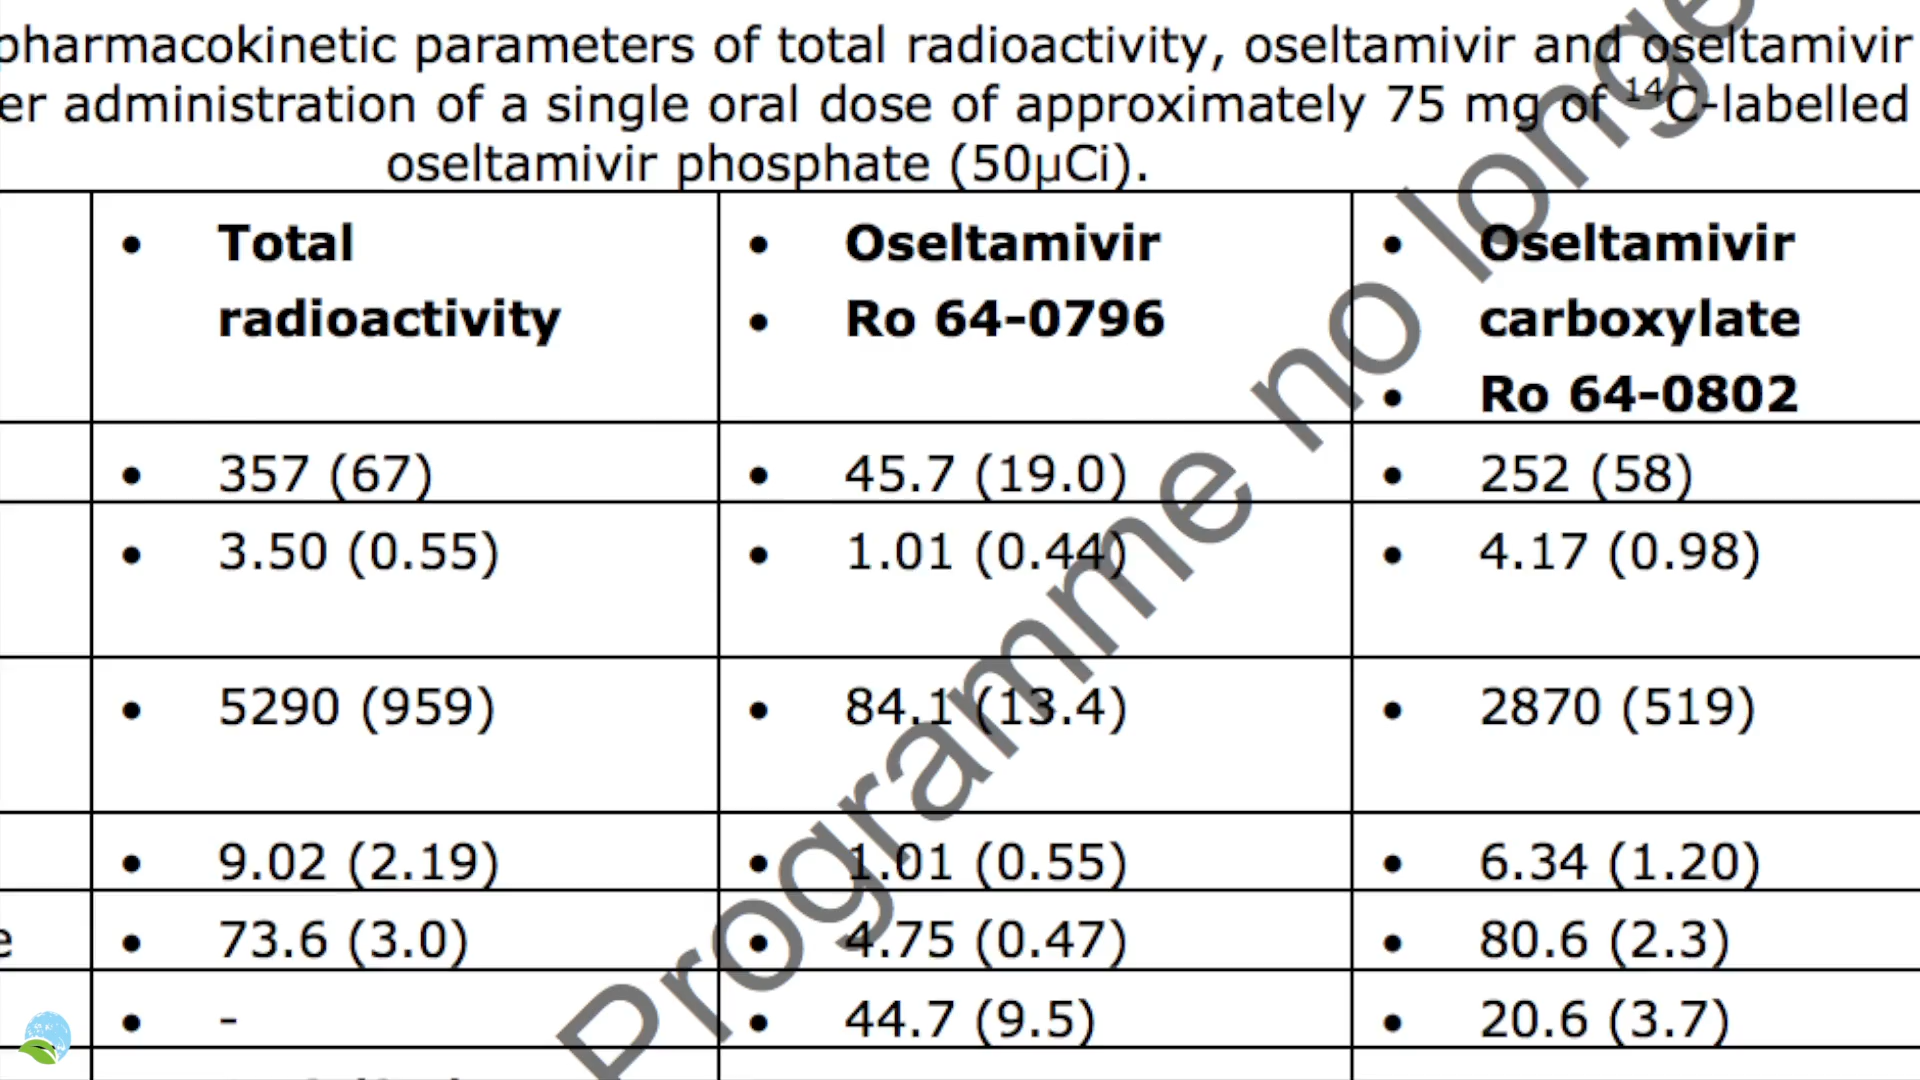 pharmacokinetic parameters of total radioactivity, oseltamivir and oseltamivir
er administration of a single oral dose of approximately 75 mg of ¹⁴C-labelled
oseltamivir phosphate (50µCi).
• Total radioactivity
• Oseltamivir
• Ro 64-0796
• Oseltamivir carboxylate
• Ro 64-0802
• 357 (67) • 45.7 (19.0) • 252 (58)
• 3.50 (0.55) • 1.01 (0.44) • 4.17 (0.98)
• 5290 (959) • 84.1 (13.4) • 2870 (519)
• 9.02 (2.19) • 1.01 (0.55) • 6.34 (1.20)
e • 73.6 (3.0) • 4.75 (0.47) • 80.6 (2.3)
• - • 44.7 (9.5) • 20.6 (3.7)
Programme no longe